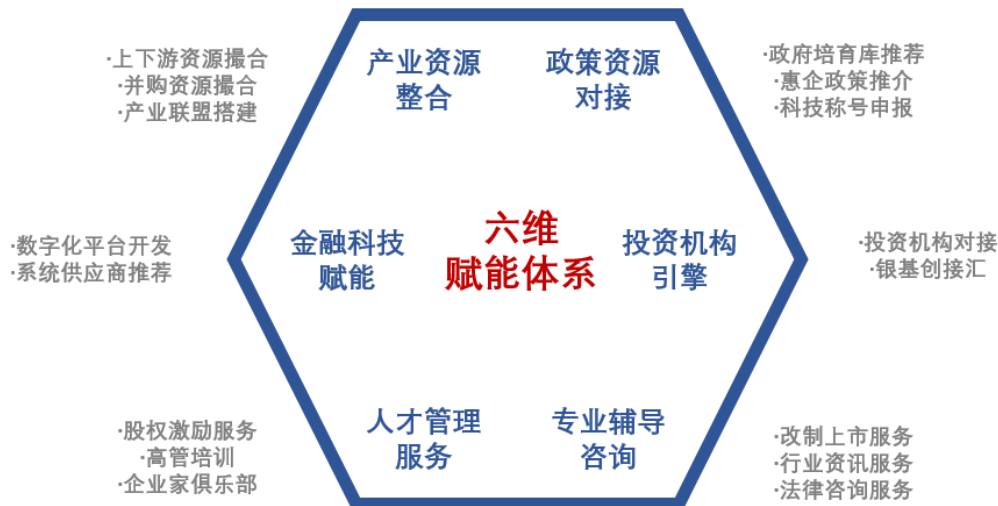 ·上下游资源撮合
·并购资源撮合
·产业联盟搭建
产业资源
整合
政策资源
对接
·政府培育库推荐
·惠企政策推介
·科技称号申报
·数字化平台开发
·系统供应商推荐
金融科技
赋能
六维
赋能体系
投资机构
引擎
·投资机构对接
·银基创接汇
·股权激励服务
·高管培训
·企业家俱乐部
人才管理
服务
专业辅导
咨询
·改制上市服务
·行业资讯服务
·法律咨询服务